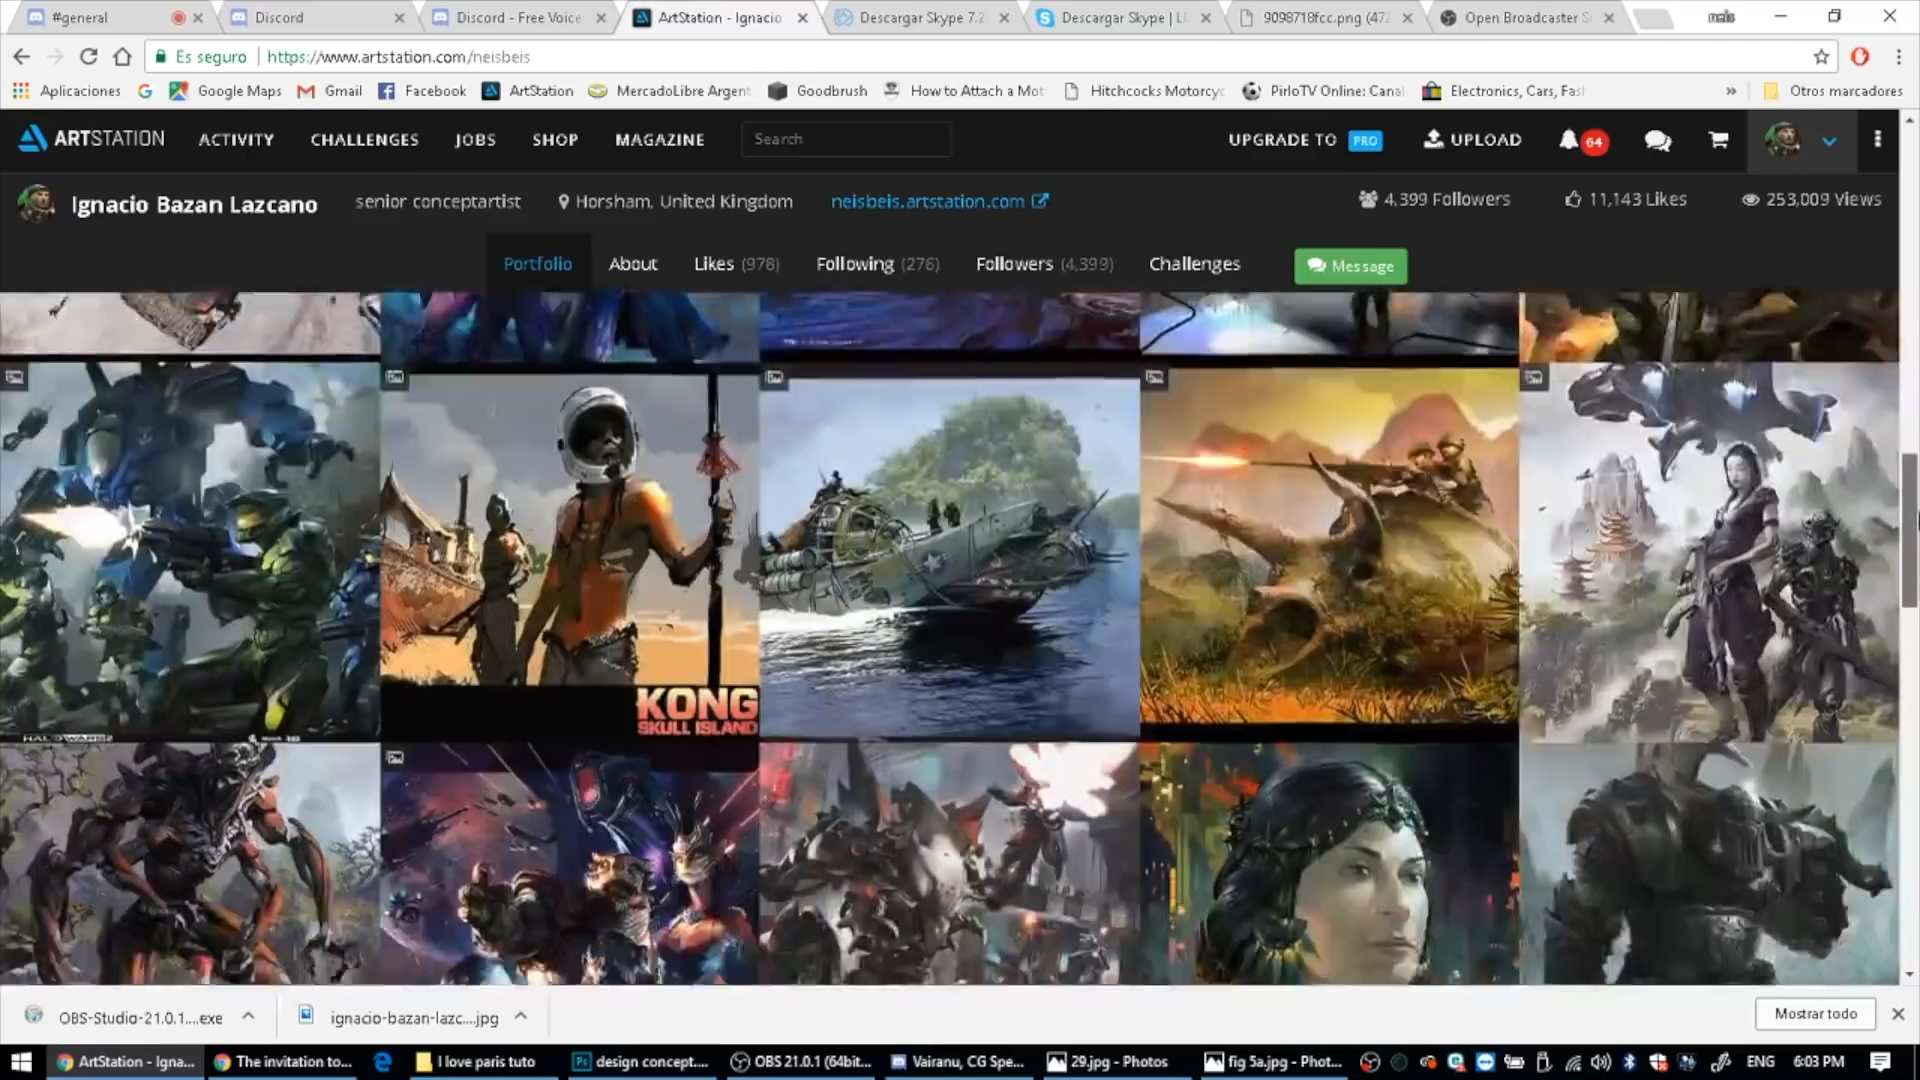 #general
Discord
Discord - Free Voice
ArtStation - Ignacio
Descargar Skype 7.2
Descargar Skype | Ll
9098718fcc.png (47
Open Broadcaster S
Es seguro
https://www.artstation.com/neisbeis
Aplicaciones
Google Maps
Gmail
Facebook
ArtStation
MercadoLibre Argent
Goodbrush
How to Attach a Mot
Hitchcocks Motorcyc
PirloTV Online: Canal
Electronics, Cars, Fash
»
Otros marcadores
ARTSTATION
ACTIVITY
CHALLENGES
JOBS
SHOP
MAGAZINE
Search
UPGRADE TO PRO
UPLOAD
64
Ignacio Bazan Lazcano
senior conceptartist
Horsham, United Kingdom
neisbeis.artstation.com
4,399 Followers
11,143 Likes
253,009 Views
Portfolio
About
Likes (978)
Following (276)
Followers (4,399)
Challenges
Message
KONG
SKULL ISLAND
HALO WARS 2
OBS-Studio-21.0.1....exe
ignacio-bazan-lazc....jpg
Mostrar todo
ArtStation - Igna...
The invitation to...
I love paris tuto
design concept....
OBS 21.0.1 (64bit...
Vairanu, CG Spe...
29.jpg - Photos
fig 5a.jpg - Phot...
ENG
6:03 PM